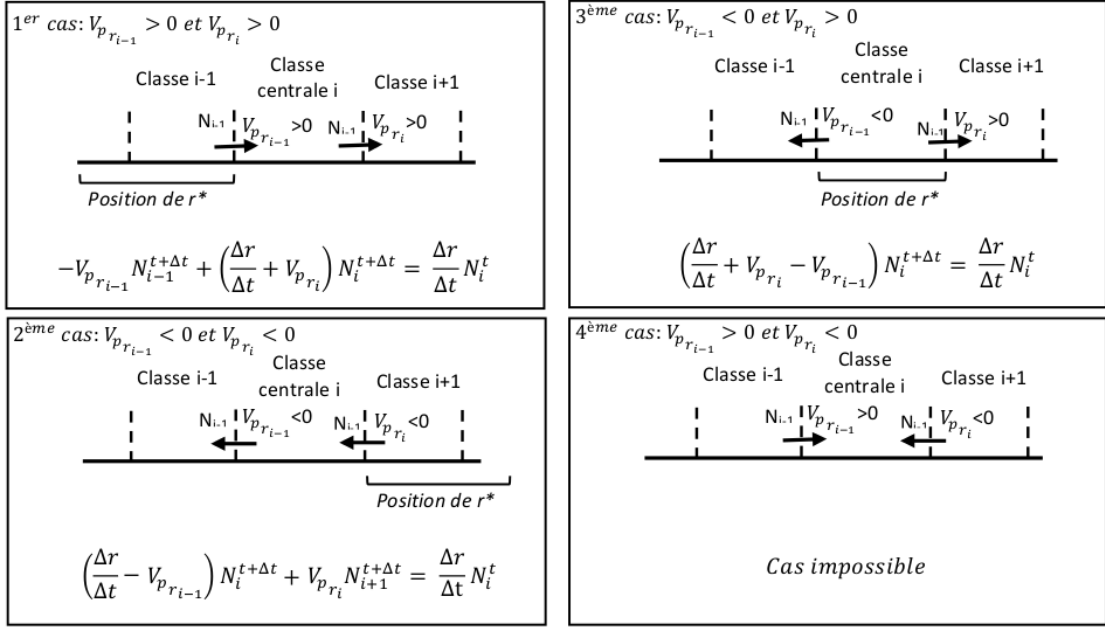 1^{er} cas: V_{p_{r_{i-1}}} > 0 et V_{p_{r_i}} > 0
Classe i-1 Classe centrale i Classe i+1
N_{i-1} V_{p_{r_{i-1}}}>0 N_{i-1} V_{p_{r_i}}>0
Position de r*
-V_{p_{r_{i-1}}} N_{i-1}^{t+Δt} + (Δr/Δt + V_{p_{r_i}}) N_i^{t+Δt} = Δr/Δt N_i^t
3^{ème} cas: V_{p_{r_{i-1}}} < 0 et V_{p_{r_i}} > 0
Classe i-1 Classe centrale i Classe i+1
N_{i-1} V_{p_{r_{i-1}}}<0 N_{i-1} V_{p_{r_i}}>0
Position de r*
(Δr/Δt + V_{p_{r_i}} - V_{p_{r_{i-1}}}) N_i^{t+Δt} = Δr/Δt N_i^t
2^{ème} cas: V_{p_{r_{i-1}}} < 0 et V_{p_{r_i}} < 0
Classe i-1 Classe centrale i Classe i+1
N_{i-1} V_{p_{r_{i-1}}}<0 N_{i-1} V_{p_{r_i}}<0
Position de r*
(Δr/Δt - V_{p_{r_{i-1}}}) N_i^{t+Δt} + V_{p_{r_i}} N_{i+1}^{t+Δt} = Δr/Δt N_i^t
4^{ème} cas: V_{p_{r_{i-1}}} > 0 et V_{p_{r_i}} < 0
Classe i-1 Classe centrale i Classe i+1
N_{i-1} V_{p_{r_{i-1}}}>0 N_{i-1} V_{p_{r_i}}<0
Cas impossible